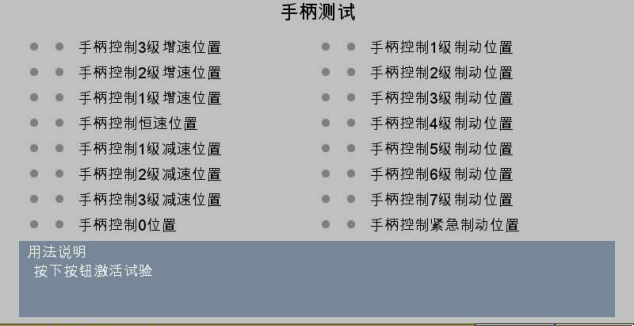 手柄测试
手柄控制3级增速位置
手柄控制2级增速位置
手柄控制1级增速位置
手柄控制恒速位置
手柄控制1级减速位置
手柄控制2级减速位置
手柄控制3级减速位置
手柄控制0位置
手柄控制1级制动位置
手柄控制2级制动位置
手柄控制3级制动位置
手柄控制4级制动位置
手柄控制5级制动位置
手柄控制6级制动位置
手柄控制7级制动位置
手柄控制紧急制动位置
用法说明
按下按钮激活试验